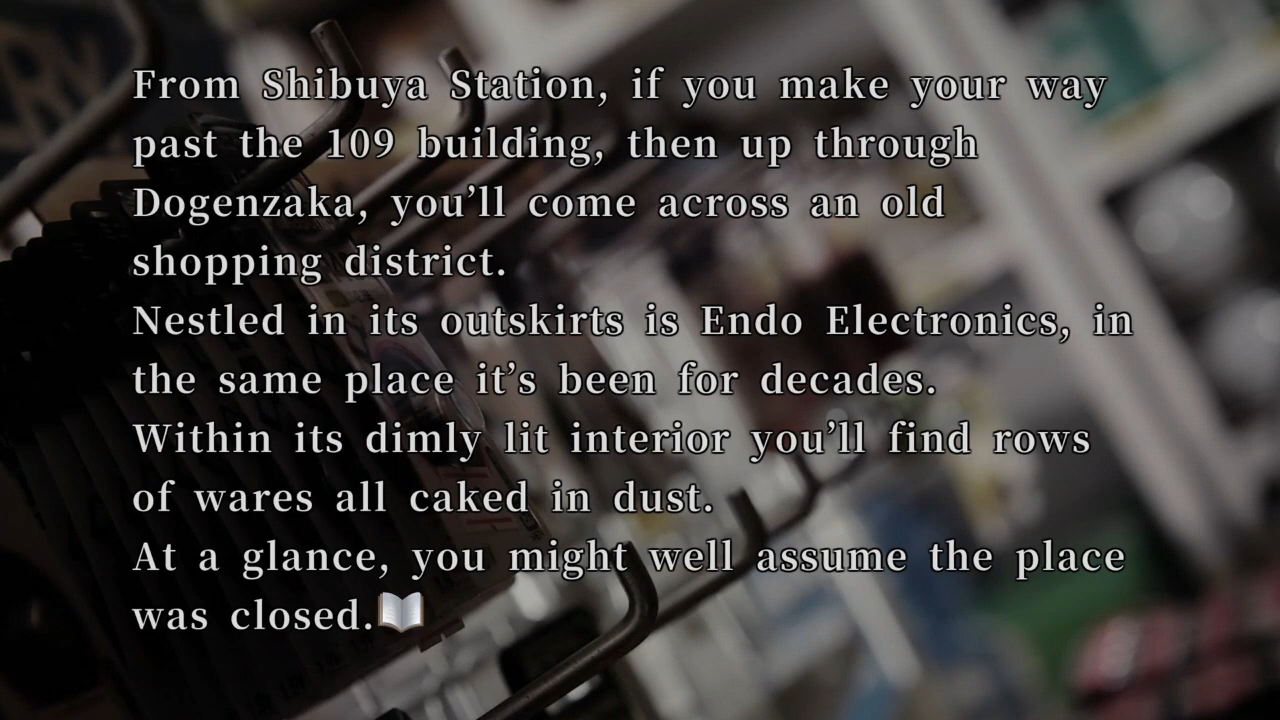 From Shibuya Station, if you make your way
past the 109 building, then up through
Dogenzaka, you’ll come across an old
shopping district.
Nestled in its outskirts is Endo Electronics, in
the same place it’s been for decades.
Within its dimly lit interior you’ll find rows
of wares all caked in dust.
At a glance, you might well assume the place
was closed.